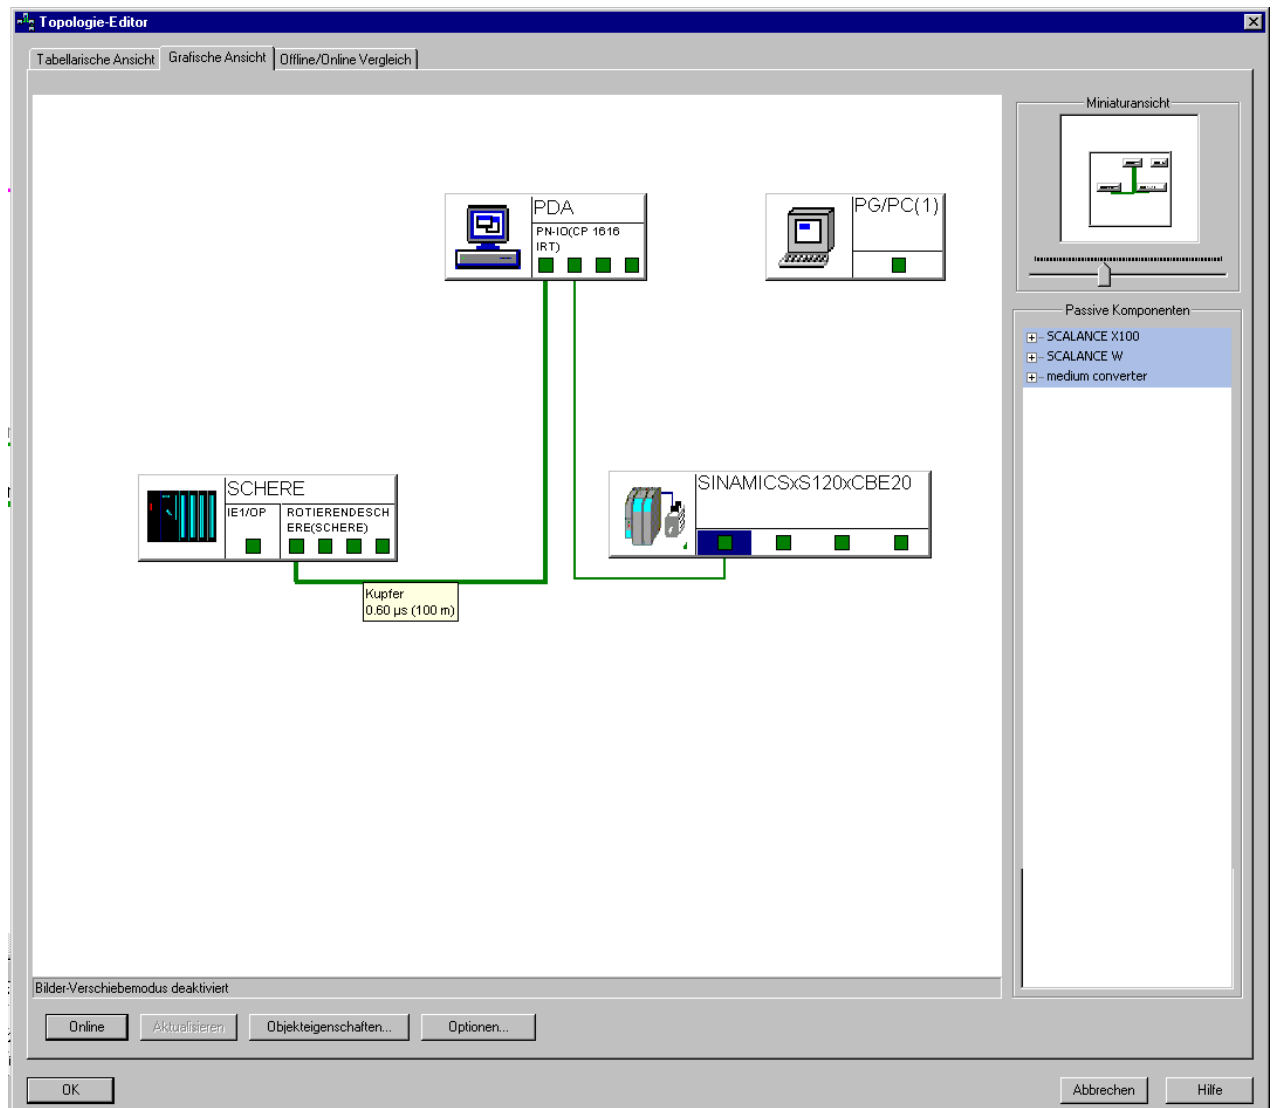 Topologie-Editor
Tabellarische Ansicht
Grafische Ansicht
Offline/Online Vergleich
PDA
PN-IO(CP 1616
IRT)
PG/PC(1)
SCHERE
IE1/OP
ROTIERENDESCH
ERE(SCHERE)
SINAMICSxS120xCBE20
Kupfer
0.60 µs (100 m)
Miniaturansicht
Passive Komponenten
SCALANCE X100
SCALANCE W
medium converter
Bilder-Verschiebemodus deaktiviert
Online
Aktualisieren
Objekteigenschaften...
Optionen...
OK
Abbrechen
Hilfe